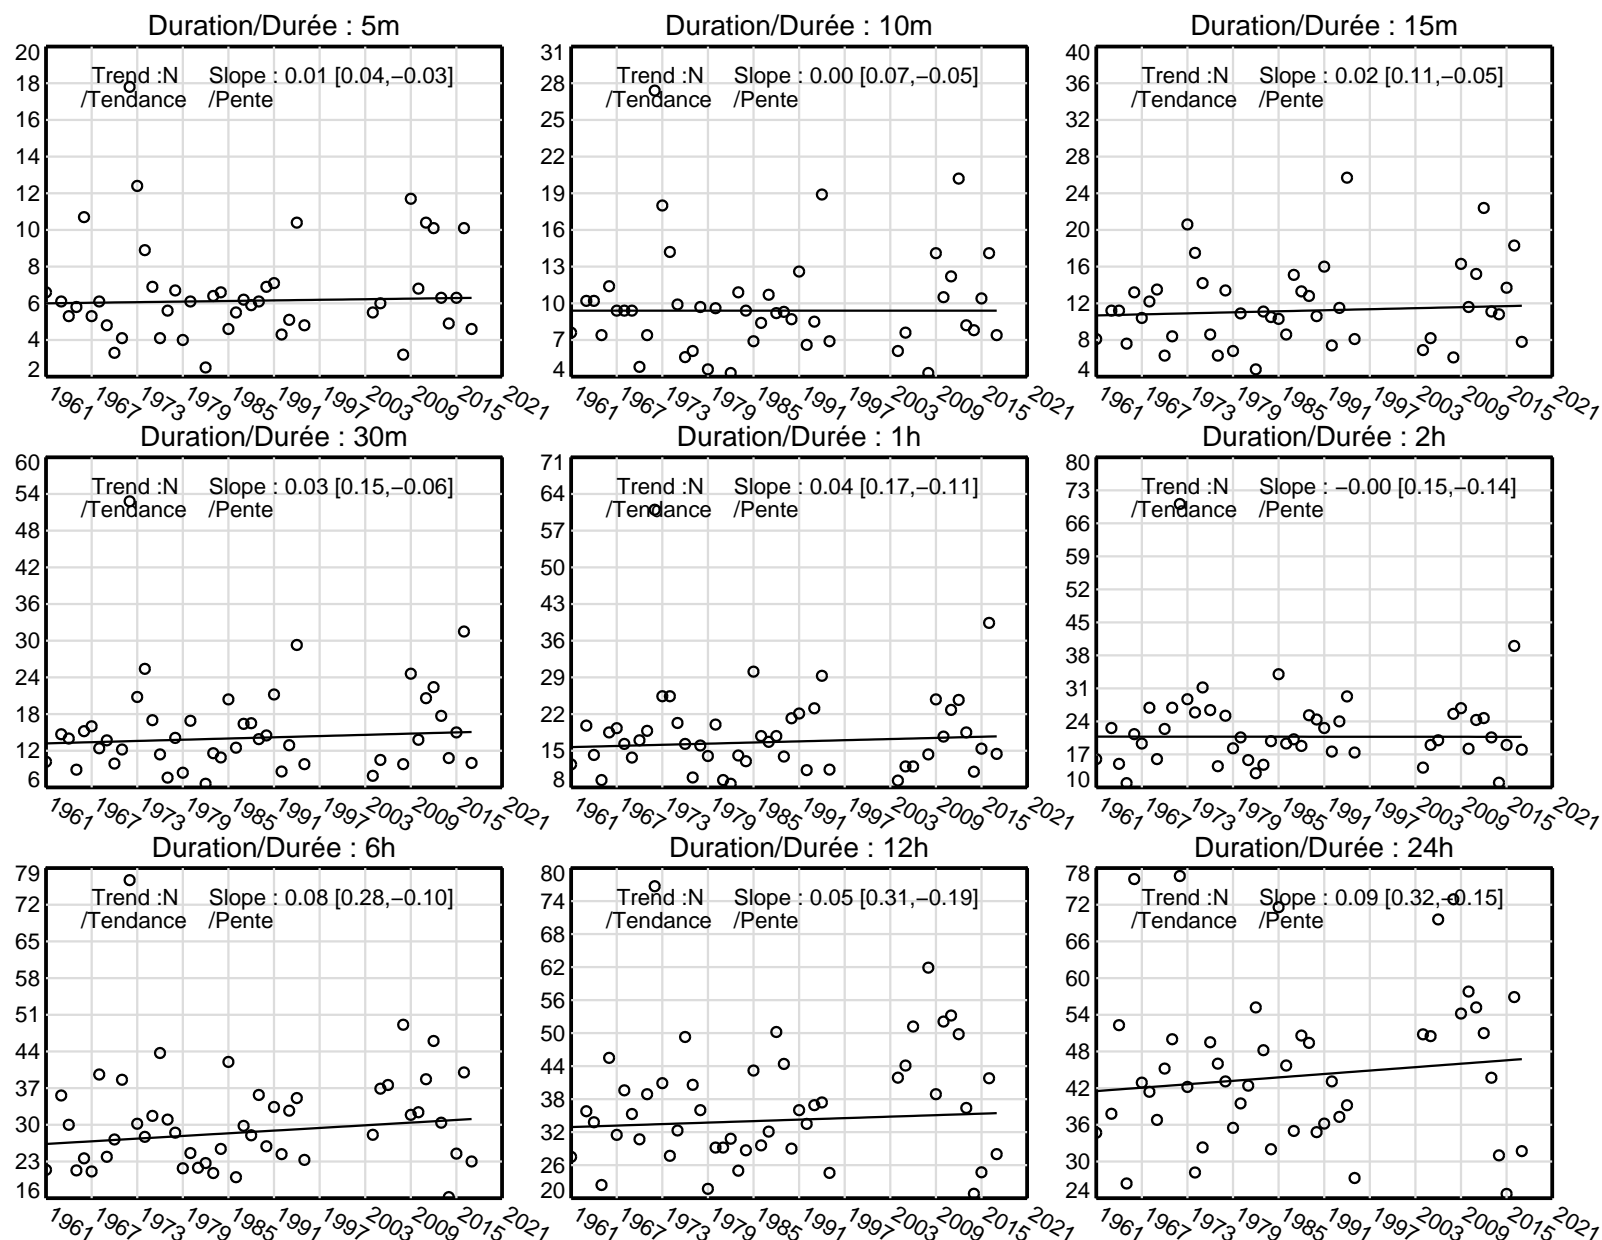 Duration/Durée : 5m
20
18
16
14
12
10
8
6
4
2
Trend :N Slope : 0.01 [0.04,−0.03]
/Tendance /Pente
1961 1967 1973 1979 1985 1991 1997 2003 2009 2015 2021
Duration/Durée : 10m
31
28
25
22
19
16
13
10
7
4
Trend :N Slope : 0.00 [0.07,−0.05]
/Tendance /Pente
1961 1967 1973 1979 1985 1991 1997 2003 2009 2015 2021
Duration/Durée : 15m
40
36
32
28
24
20
16
12
8
4
Trend :N Slope : 0.02 [0.11,−0.05]
/Tendance /Pente
1961 1967 1973 1979 1985 1991 1997 2003 2009 2015 2021
Duration/Durée : 30m
60
54
48
42
36
30
24
18
12
6
Trend :N Slope : 0.03 [0.15,−0.06]
/Tendance /Pente
1961 1967 1973 1979 1985 1991 1997 2003 2009 2015 2021
Duration/Durée : 1h
71
64
57
50
43
36
29
22
15
8
Trend :N Slope : 0.04 [0.17,−0.11]
/Tendance /Pente
1961 1967 1973 1979 1985 1991 1997 2003 2009 2015 2021
Duration/Durée : 2h
80
73
66
59
52
45
38
31
24
17
10
Trend :N Slope : −0.00 [0.15,−0.14]
/Tendance /Pente
1961 1967 1973 1979 1985 1991 1997 2003 2009 2015 2021
Duration/Durée : 6h
79
72
65
58
51
44
37
30
23
16
Trend :N Slope : 0.08 [0.28,−0.10]
/Tendance /Pente
1961 1967 1973 1979 1985 1991 1997 2003 2009 2015 2021
Duration/Durée : 12h
80
74
68
62
56
50
44
38
32
26
20
Trend :N Slope : 0.05 [0.31,−0.19]
/Tendance /Pente
1961 1967 1973 1979 1985 1991 1997 2003 2009 2015 2021
Duration/Durée : 24h
78
72
66
60
54
48
42
36
30
24
Trend :N Slope : 0.09 [0.32,−0.15]
/Tendance /Pente
1961 1967 1973 1979 1985 1991 1997 2003 2009 2015 2021